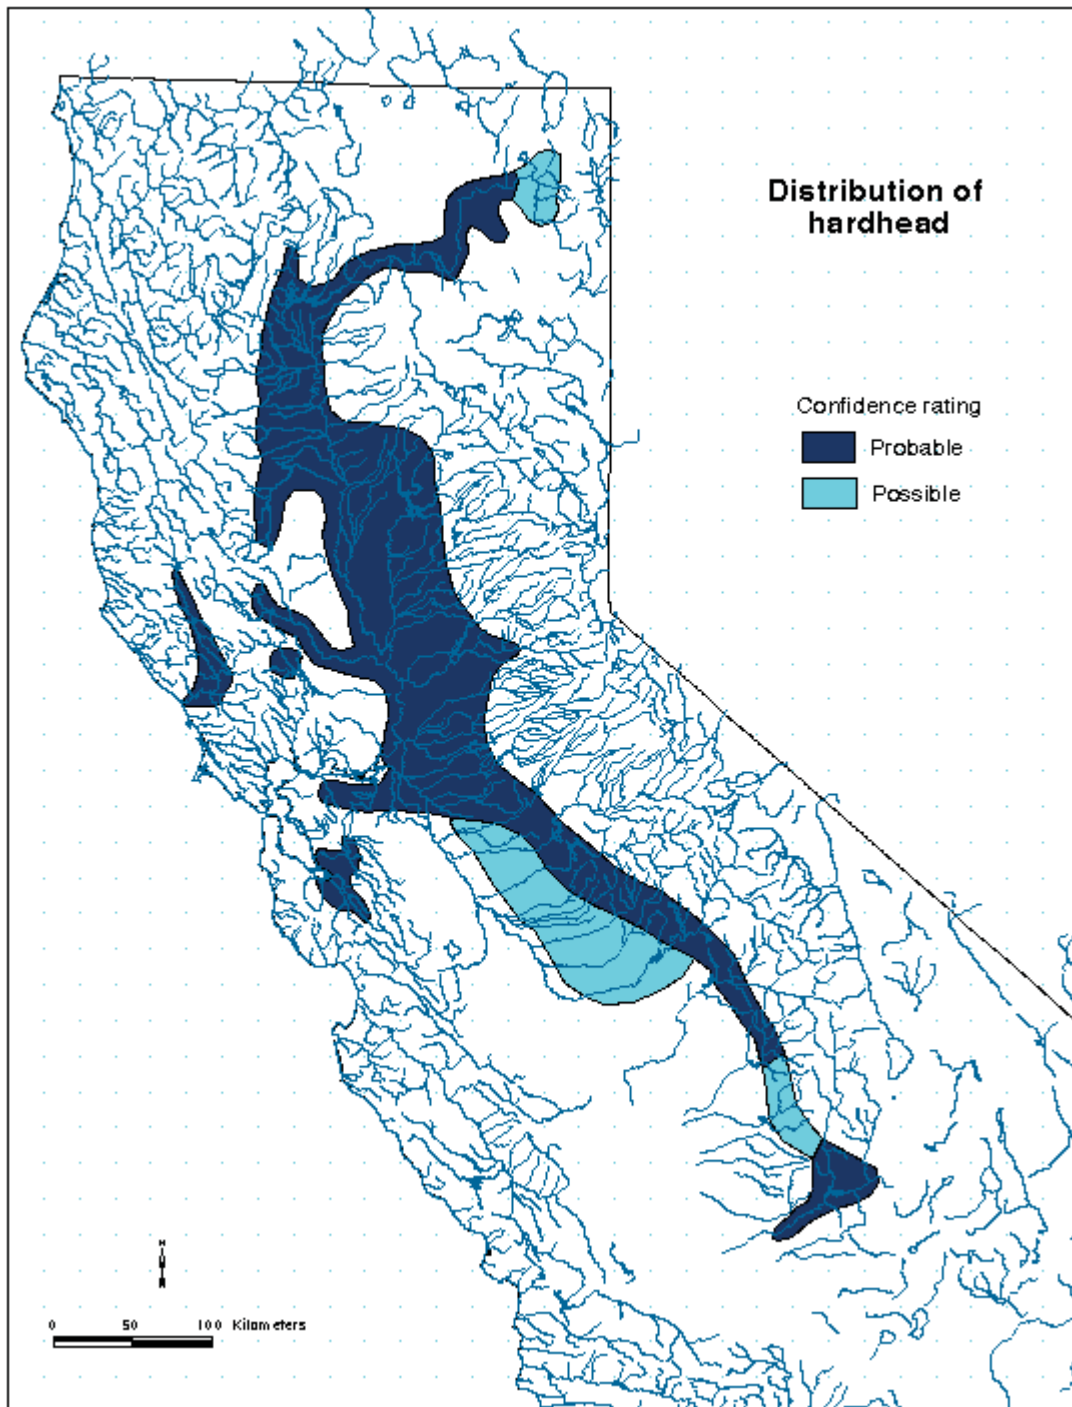 Distribution of
hardhead
Confidence rating
Probable
Possible
N
0 50 100 Kilometers